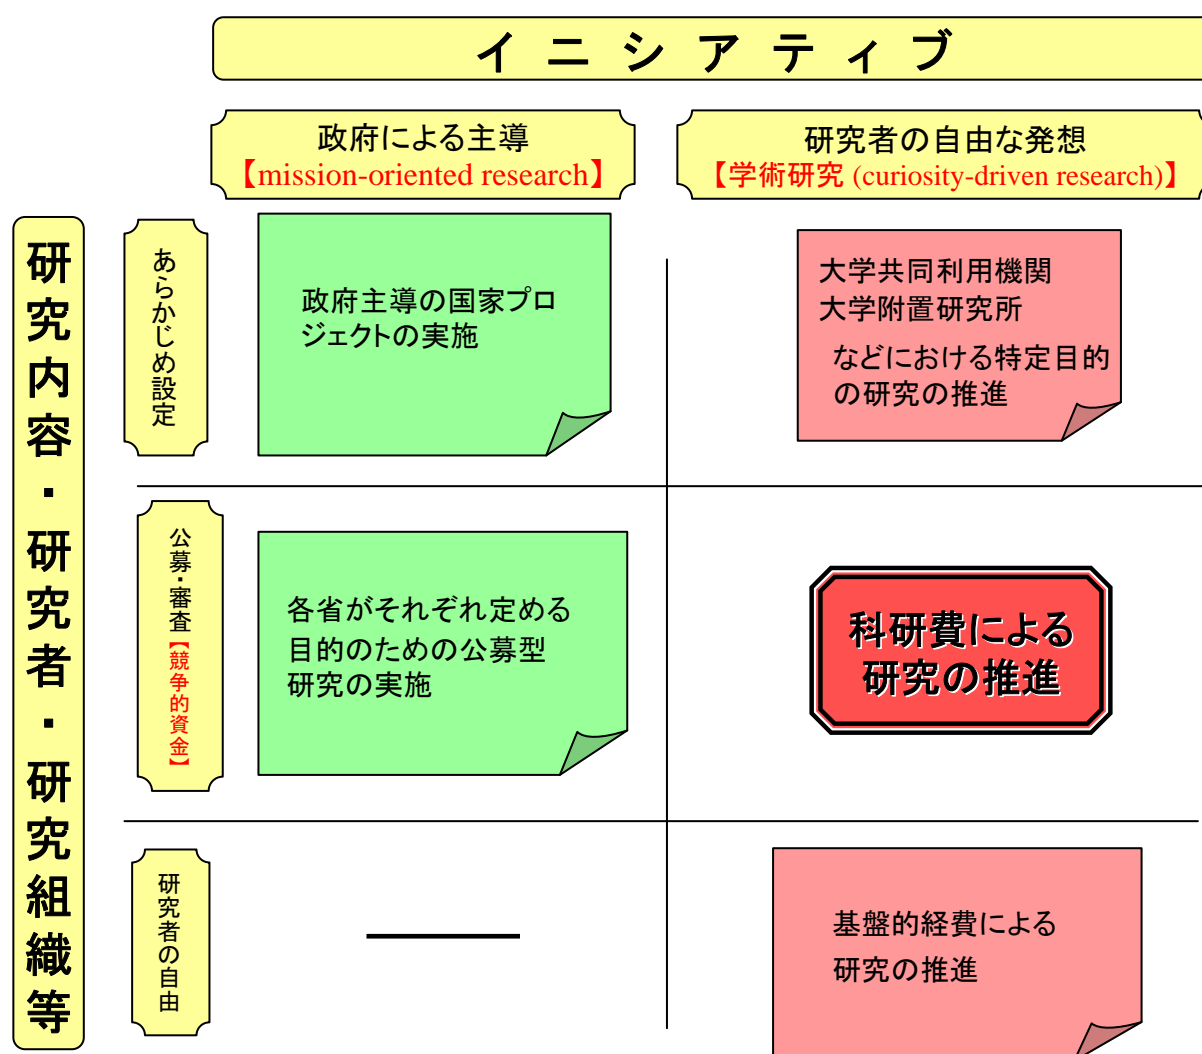 イニシアティブ
政府による主導
【mission-oriented research】
研究者の自由な発想
【学術研究 (curiosity-driven research)】
研究内容・研究者・研究組織等
あらかじめ設定
政府主導の国家プロ
ジェクトの実施
大学共同利用機関
大学附置研究所
などにおける特定目的
の研究の推進
公募・審査【競争的資金】
各省がそれぞれ定める
目的のための公募型
研究の実施
科研費による
研究の推進
研究者の自由
基盤的経費による
研究の推進